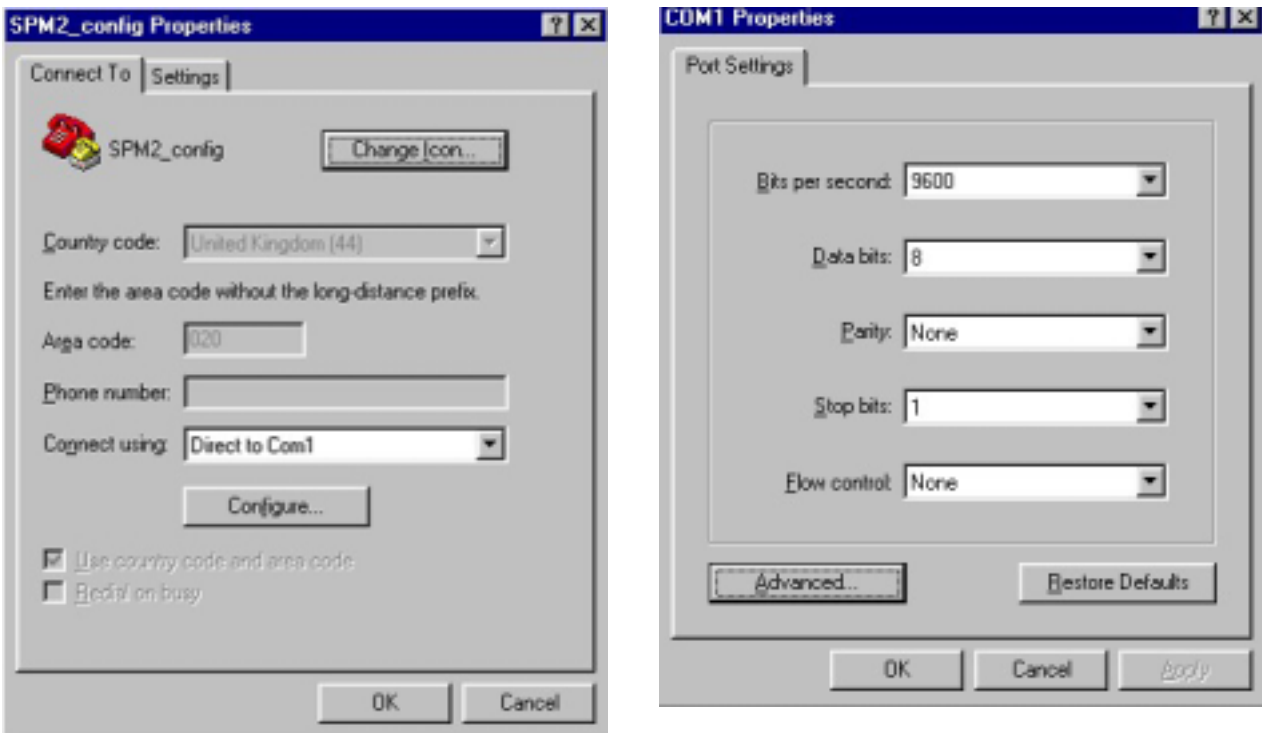 SPM2_config Properties
Connect To
Settings
SPM2_config
Change Icon...
Country code:
United Kingdom (44)
Enter the area code without the long-distance prefix.
Area code:
020
Phone number:
Connect using:
Direct to Com1
Configure...
Use country code and area code
Redial on busy
OK
Cancel
COM1 Properties
Port Settings
Bits per second:
9600
Data bits:
8
Parity:
None
Stop bits:
1
Flow control:
None
Advanced...
Restore Defaults
OK
Cancel
Apply